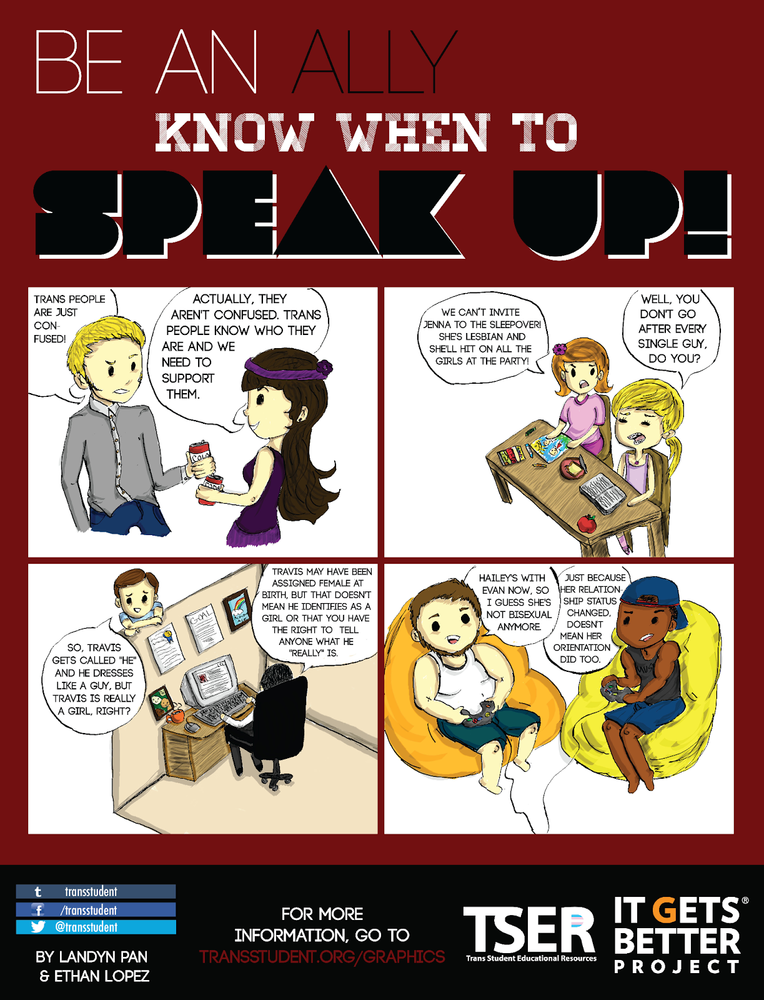 BE AN ALLY
KNOW WHEN TO
SPEAK UP!
TRANS PEOPLE
ARE JUST
CON-
FUSED!
ACTUALLY, THEY
AREN'T CONFUSED. TRANS
PEOPLE KNOW WHO THEY
ARE AND WE
NEED TO
SUPPORT
THEM.
COLA
WE CAN'T INVITE
JENNA TO THE SLEEPOVER!
SHE'S LESBIAN AND
SHE'LL HIT ON ALL THE
GIRLS AT THE PARTY!
WELL, YOU
DON'T GO
AFTER EVERY
SINGLE GUY,
DO YOU?
SO, TRAVIS
GETS CALLED "HE"
AND HE DRESSES
LIKE A GUY, BUT
TRAVIS IS REALLY
A GIRL, RIGHT?
GOAL
TRAVIS MAY HAVE BEEN
ASSIGNED FEMALE AT
BIRTH, BUT THAT DOESN'T
MEAN HE IDENTIFIES AS A
GIRL OR THAT YOU HAVE
THE RIGHT TO TELL
ANYONE WHAT HE
"REALLY" IS.
HAILEY'S WITH
EVAN NOW, SO
I GUESS SHE'S
NOT BISEXUAL
ANYMORE.
JUST BECAUSE
HER RELATION-
SHIP STATUS
CHANGED,
DOESN'T
MEAN HER
ORIENTATION
DID TOO.
t transstudent
f /transstudent
@transstudent
BY LANDYN PAN
& ETHAN LOPEZ
FOR MORE
INFORMATION, GO TO
TRANSSTUDENT.ORG/GRAPHICS
TSER
Trans Student Educational Resources
IT GETS®
BETTER
PROJECT